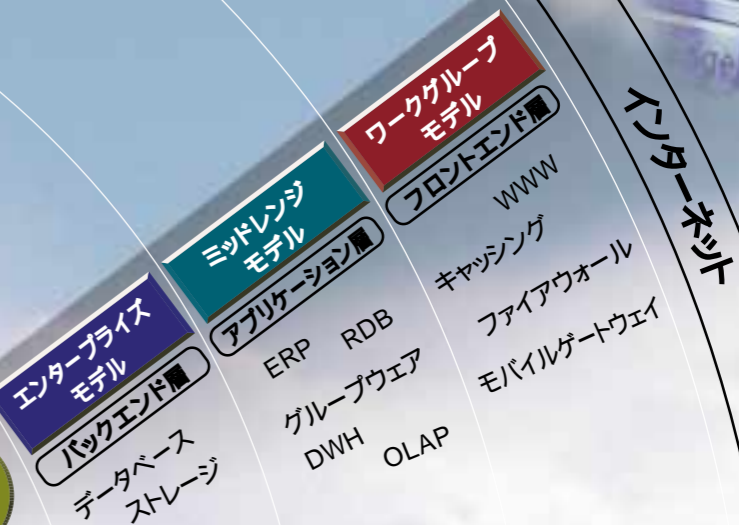 ワークグループ
モデル
フロントエンド層
WWW
キャッシング
ファイアウォール
モバイルゲートウェイ
インターネット
ミッドレンジ
モデル
アプリケーション層
ERP RDB
グループウェア
DWH OLAP
エンタープライズ
モデル
バックエンド層
データベース
ストレージ